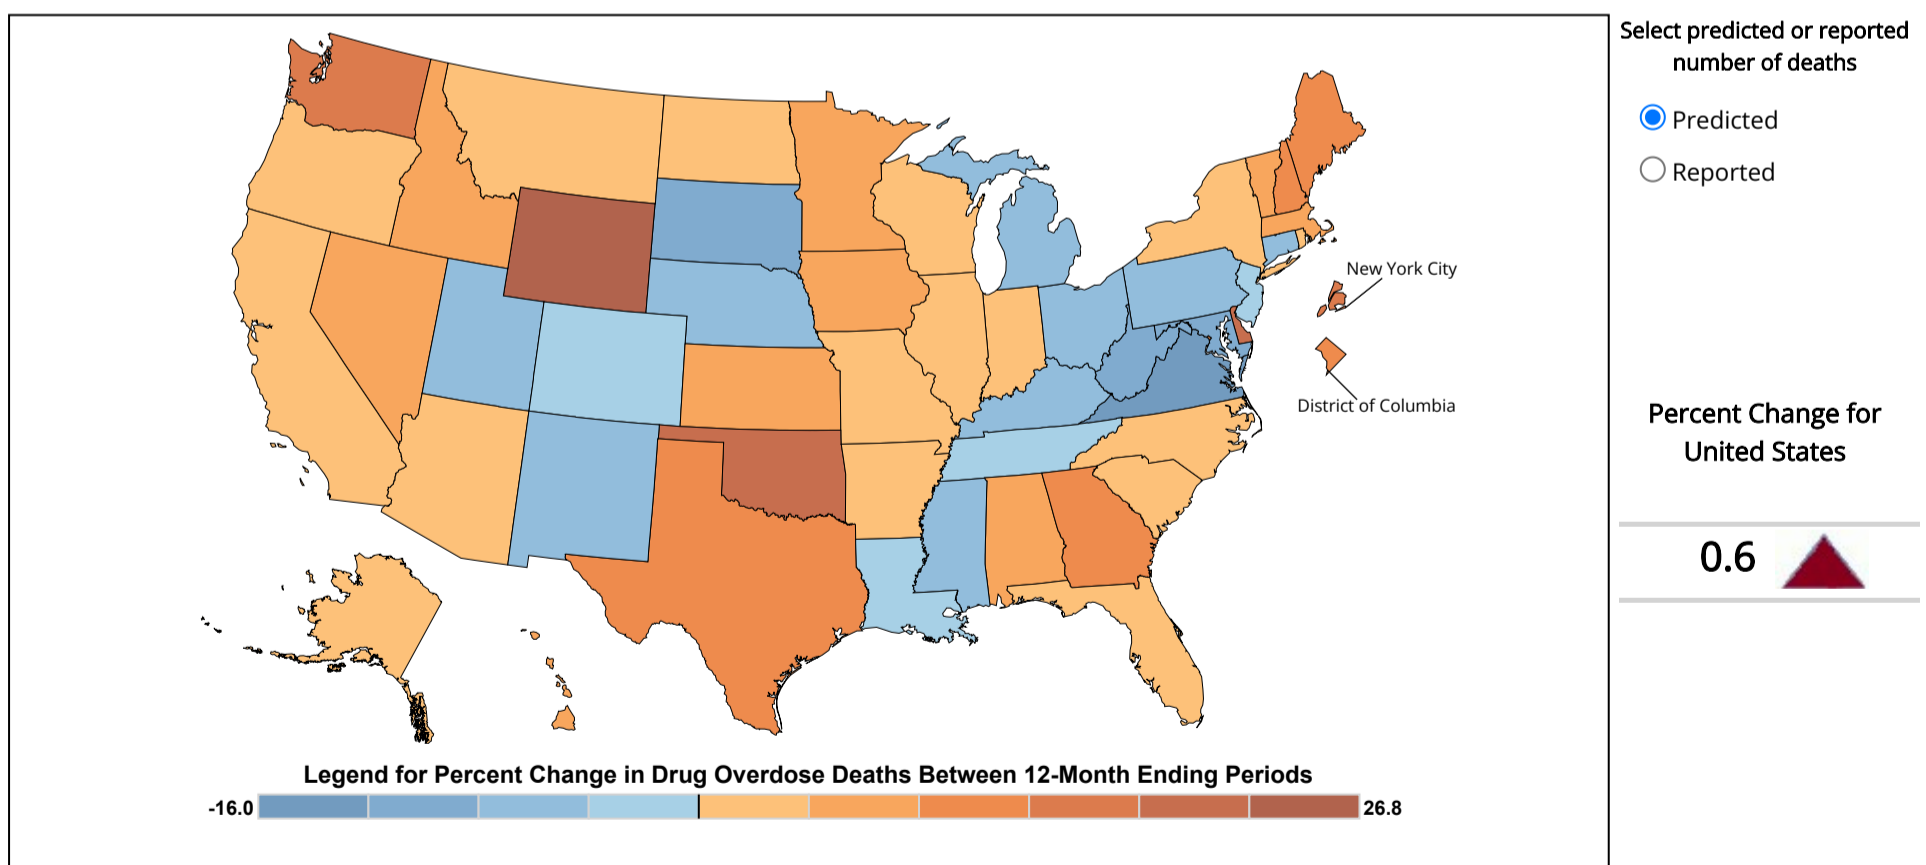 Select predicted or reported
number of deaths
Predicted
Reported
New York City
District of Columbia
Percent Change for
United States
0.6
Legend for Percent Change in Drug Overdose Deaths Between 12-Month Ending Periods
-16.0
26.8